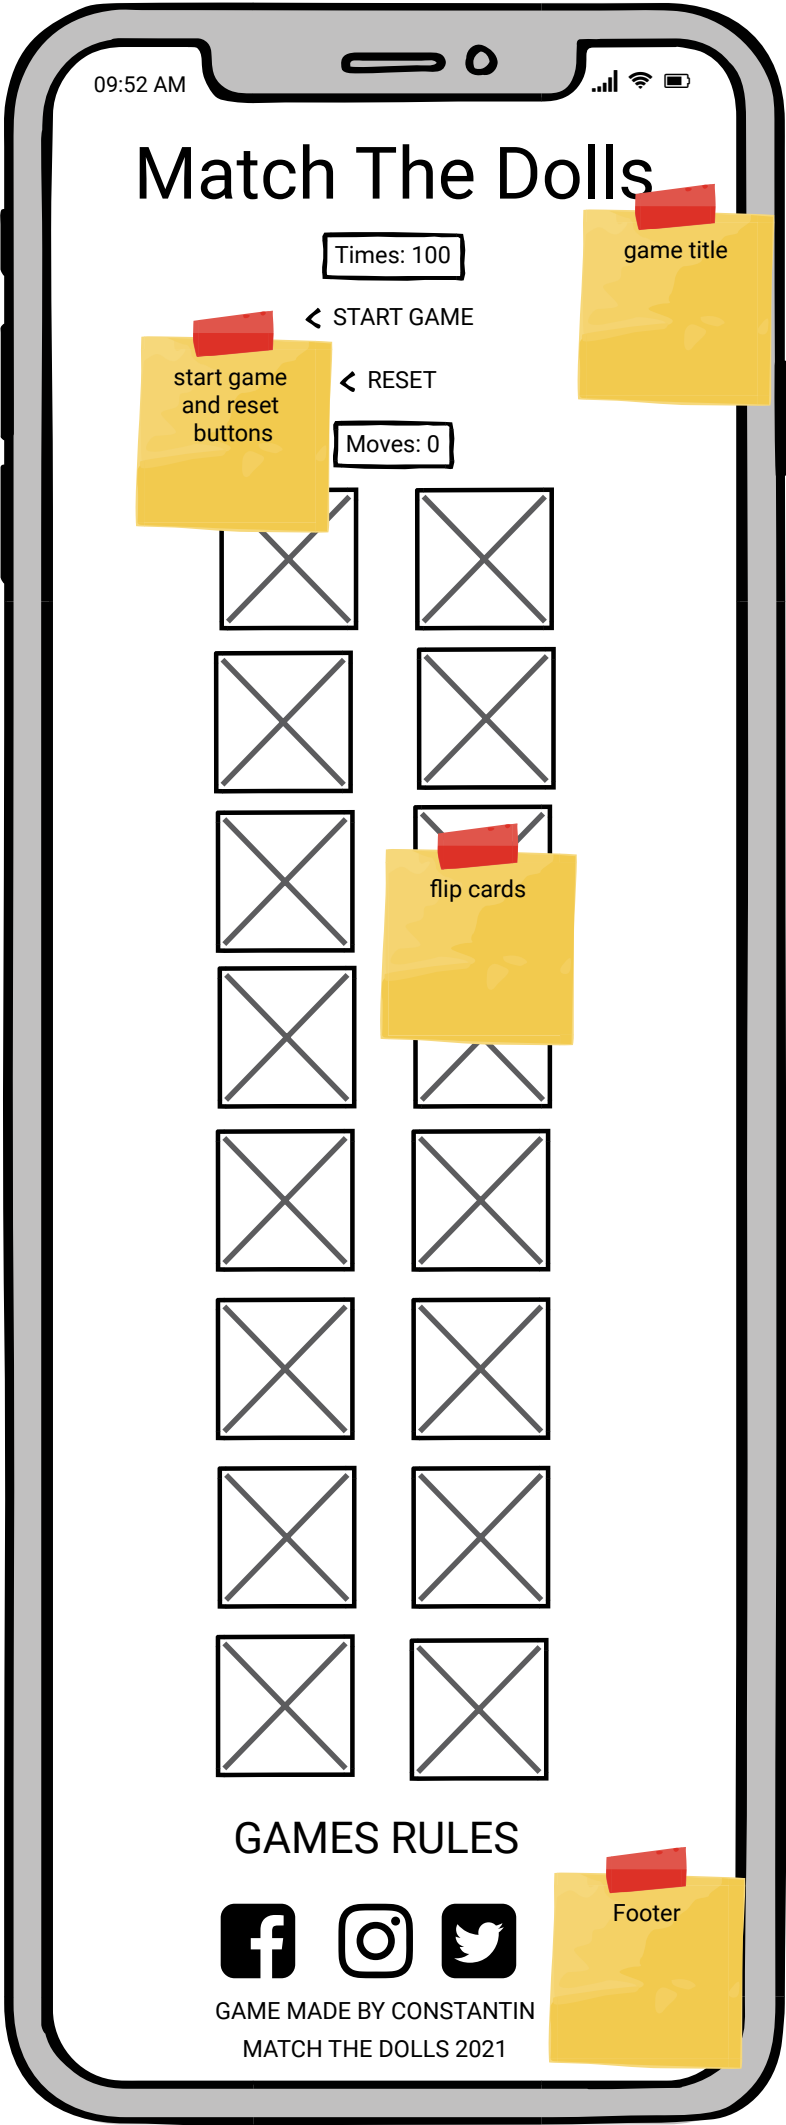 09:52 AM
Match The Dolls
game title
Times: 100
START GAME
start game
and reset
buttons
RESET
Moves: 0
flip cards
GAMES RULES
Footer
GAME MADE BY CONSTANTIN
MATCH THE DOLLS 2021